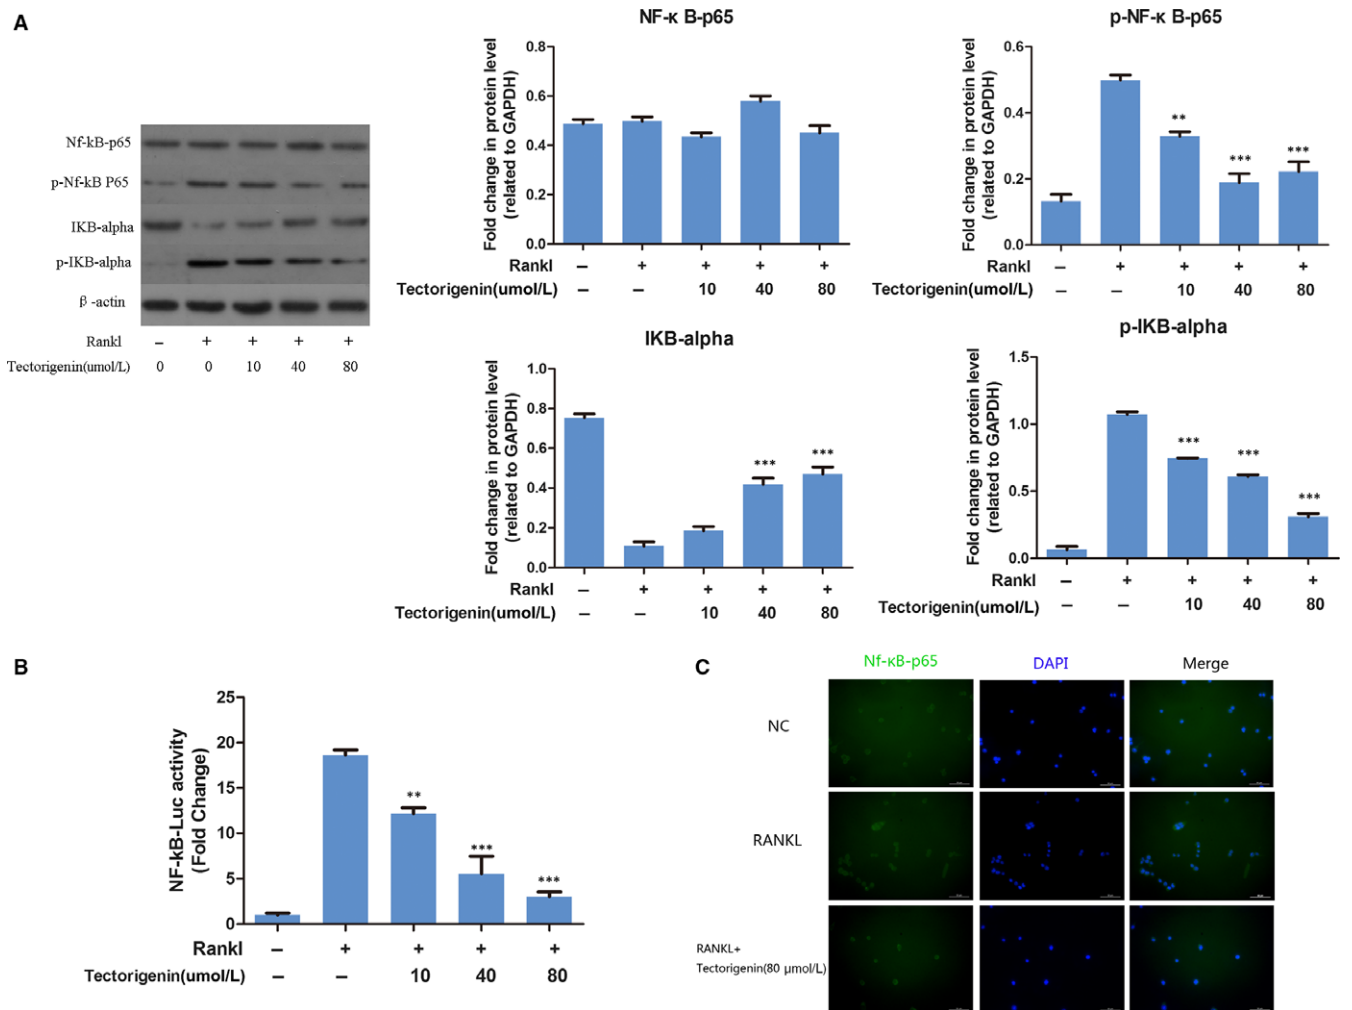 A
Nf-kB-p65
p-Nf-kB P65
IKB-alpha
p-IKB-alpha
β -actin
Rankl – + + + +
Tectorigenin(umol/L) 0 0 10 40 80
NF-κ B-p65
Fold change in protein level
(related to GAPDH)
0.8
0.6
0.4
0.2
0.0
Rankl – + + + +
Tectorigenin(umol/L) – – 10 40 80
p-NF-κ B-p65
Fold change in protein level
(related to GAPDH)
0.6
0.4
0.2
0.0
** *** ***
Rankl – + + + +
Tectorigenin(umol/L) – – 10 40 80
IKB-alpha
Fold change in protein level
(related to GAPDH)
1.0
0.8
0.6
0.4
0.2
0.0
*** ***
Rankl – + + + +
Tectorigenin(umol/L) – – 10 40 80
p-IKB-alpha
Fold change in protein level
(related to GAPDH)
1.5
1.0
0.5
0.0
*** *** ***
Rankl – + + + +
Tectorigenin(umol/L) – – 10 40 80
B
NF-kB-Luc activity
(Fold Change)
25
20
15
10
5
0
** *** ***
Rankl – + + + +
Tectorigenin(umol/L) – – 10 40 80
C
Nf-κB-p65 DAPI Merge
NC
RANKL
RANKL+
Tectorigenin(80 μmol/L)